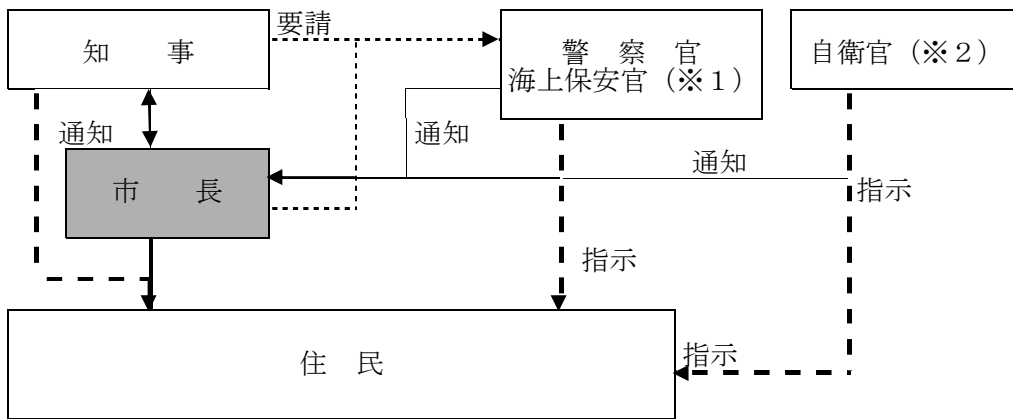 要請
知　　事
警　察　官
海上保安官（※１）
自衛官（※２）
通知
通知
通知
市　　長
指示
指示
住　民
指示